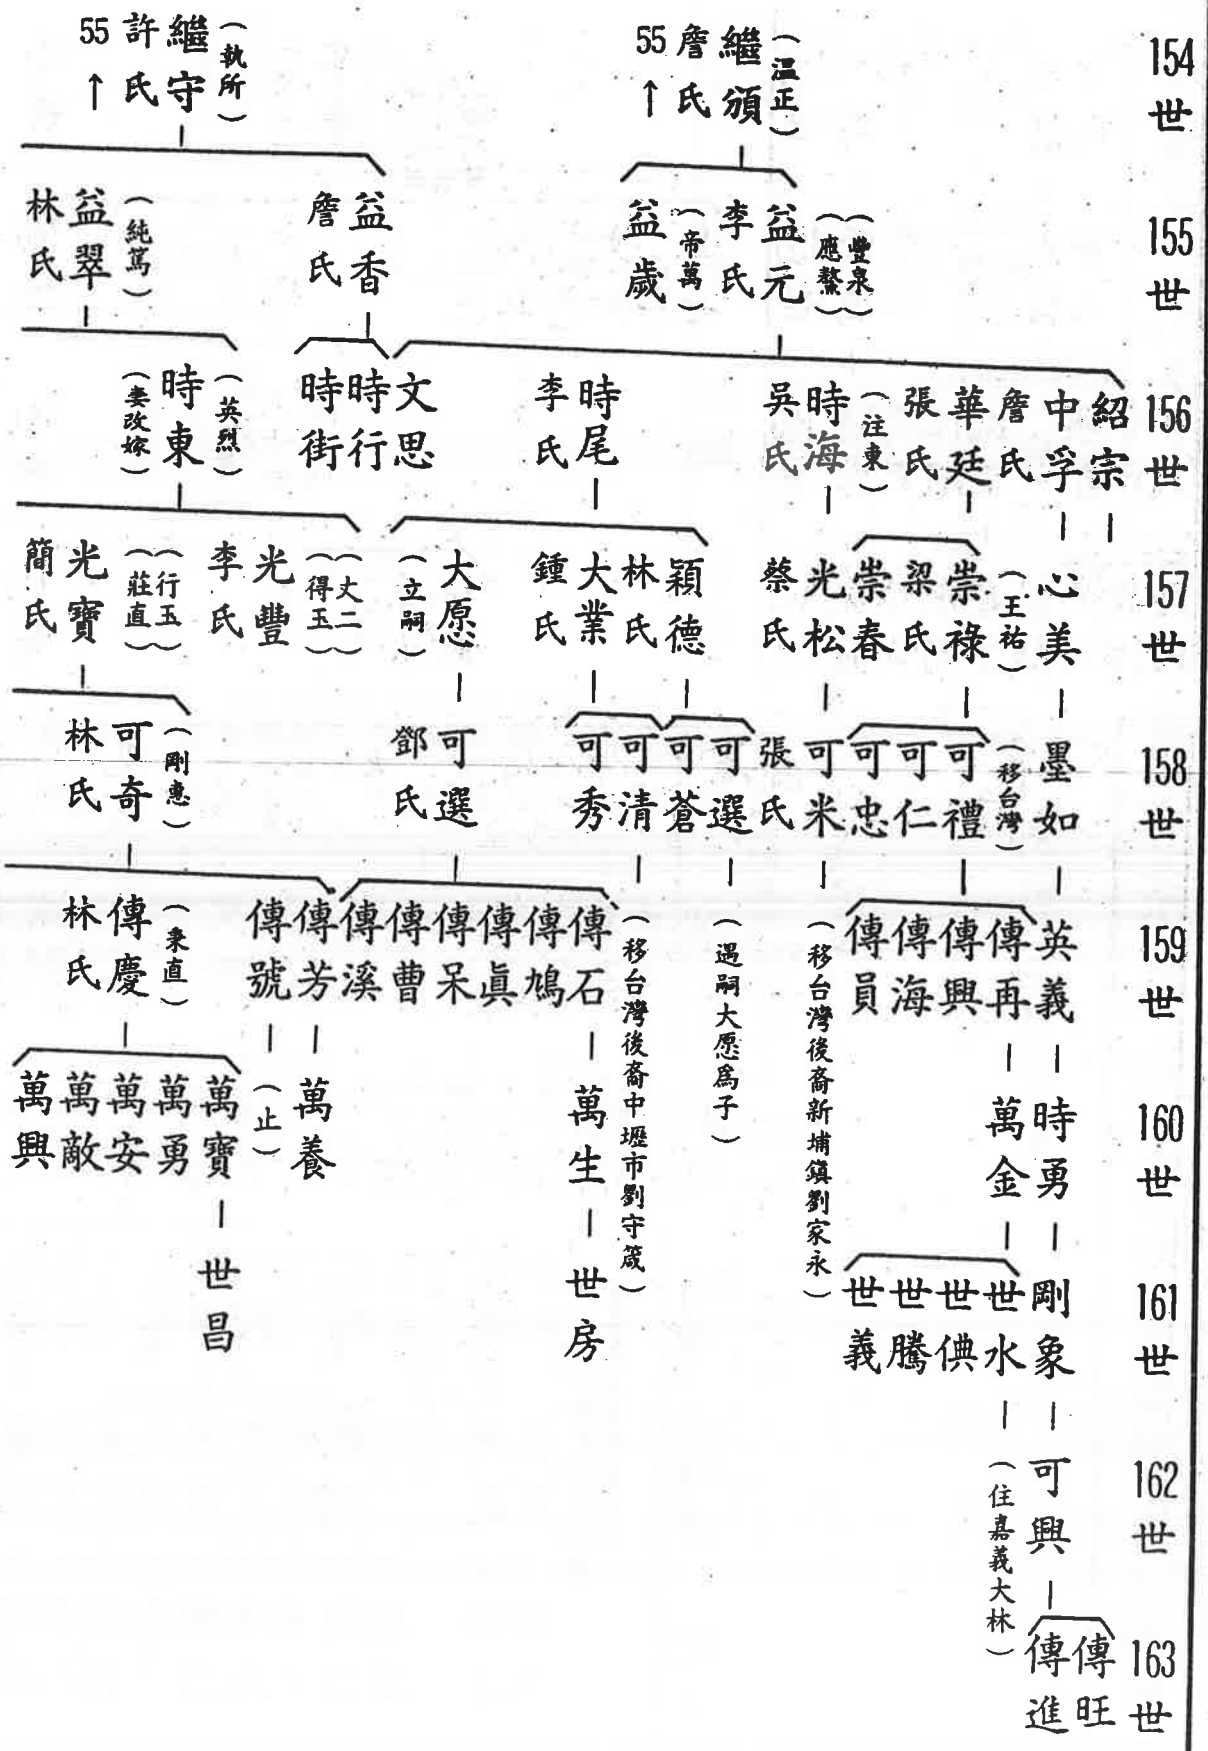 154世
繼頒
（溫正）
詹氏
55↑
繼守
（執所）
許氏
55↑
155世
益元
（豐泉）
（應鰲）
李氏
益歲
（帝萬）
益香
詹氏
益翠
（純篤）
林氏
156世
紹宗
中孚
詹氏
華廷
張氏
時海
（注東）
吳氏
時尾
李氏
文思
時行
時街
時東
（英烈）
（妻改嫁）
157世
心美
（王祐）
崇祿
梁氏
崇春
光松
蔡氏
穎德
林氏
大業
鍾氏
大愿
（立嗣）
光豐
（文二）
（得玉）
李氏
光寶
（行玉）
（莊直）
簡氏
158世
墨如
（移台灣）
可禮
可仁
可忠
可米
張氏
可選
可蒼
可清
可秀
可選
鄧氏
可奇
（剛惠）
林氏
159世
英義
傳再
傳興
傳海
傳員
（移台灣後裔新埔鎮劉家永）
（過嗣大愿為子）
（移台灣後裔中壢市劉守箴）
傳石
傳鳩
傳眞
傳呆
傳曹
傳溪
傳芳
傳號
傳慶
（秉直）
林氏
160世
時勇
萬金
萬生
萬養
（止）
萬寶
萬勇
萬安
萬敵
萬興
161世
剛象
世水
世倎
世騰
世義
世房
世昌
162世
可興
（住嘉義大林）
163世
傳旺
傳進